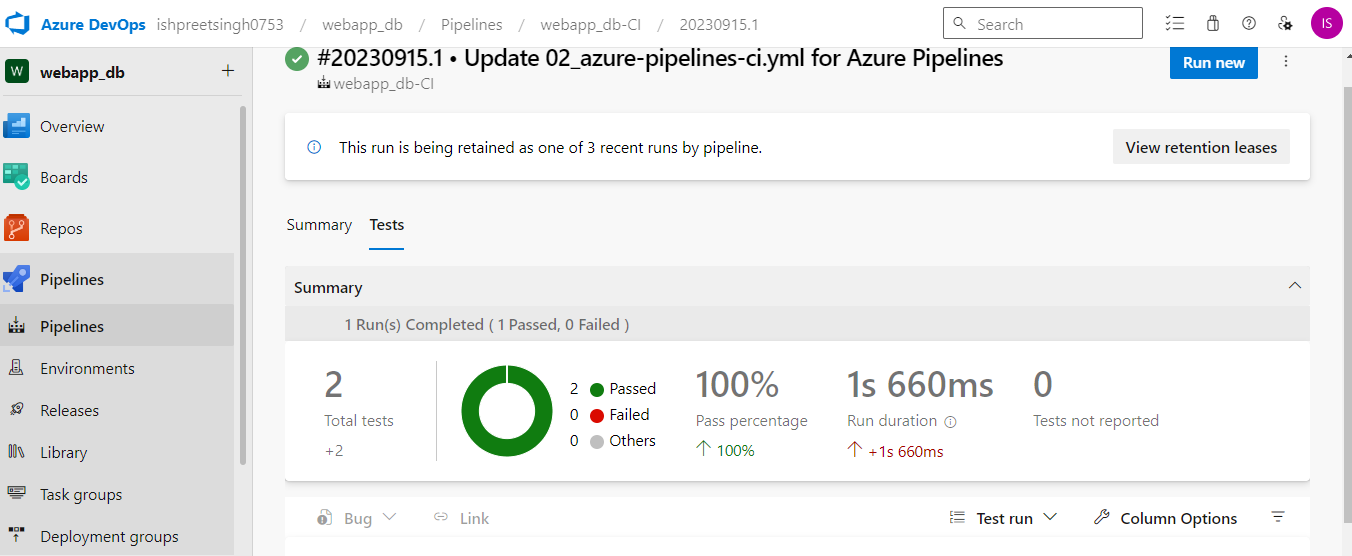 Azure DevOps ishpreetsingh0753 / webapp_db / Pipelines / webapp_db-CI / 20230915.1 Search IS
W webapp_db +
#20230915.1 • Update 02_azure-pipelines-ci.yml for Azure Pipelines Run new
webapp_db-CI
Overview
This run is being retained as one of 3 recent runs by pipeline. View retention leases
Boards
Repos
Summary Tests
Pipelines
Summary
Pipelines
1 Run(s) Completed ( 1 Passed, 0 Failed )
Environments
Releases
Library
Task groups
Deployment groups
2
Total tests
+2
2 Passed
0 Failed
0 Others
100%
Pass percentage
100%
1s 660ms
Run duration
+1s 660ms
0
Tests not reported
Bug Link Test run Column Options